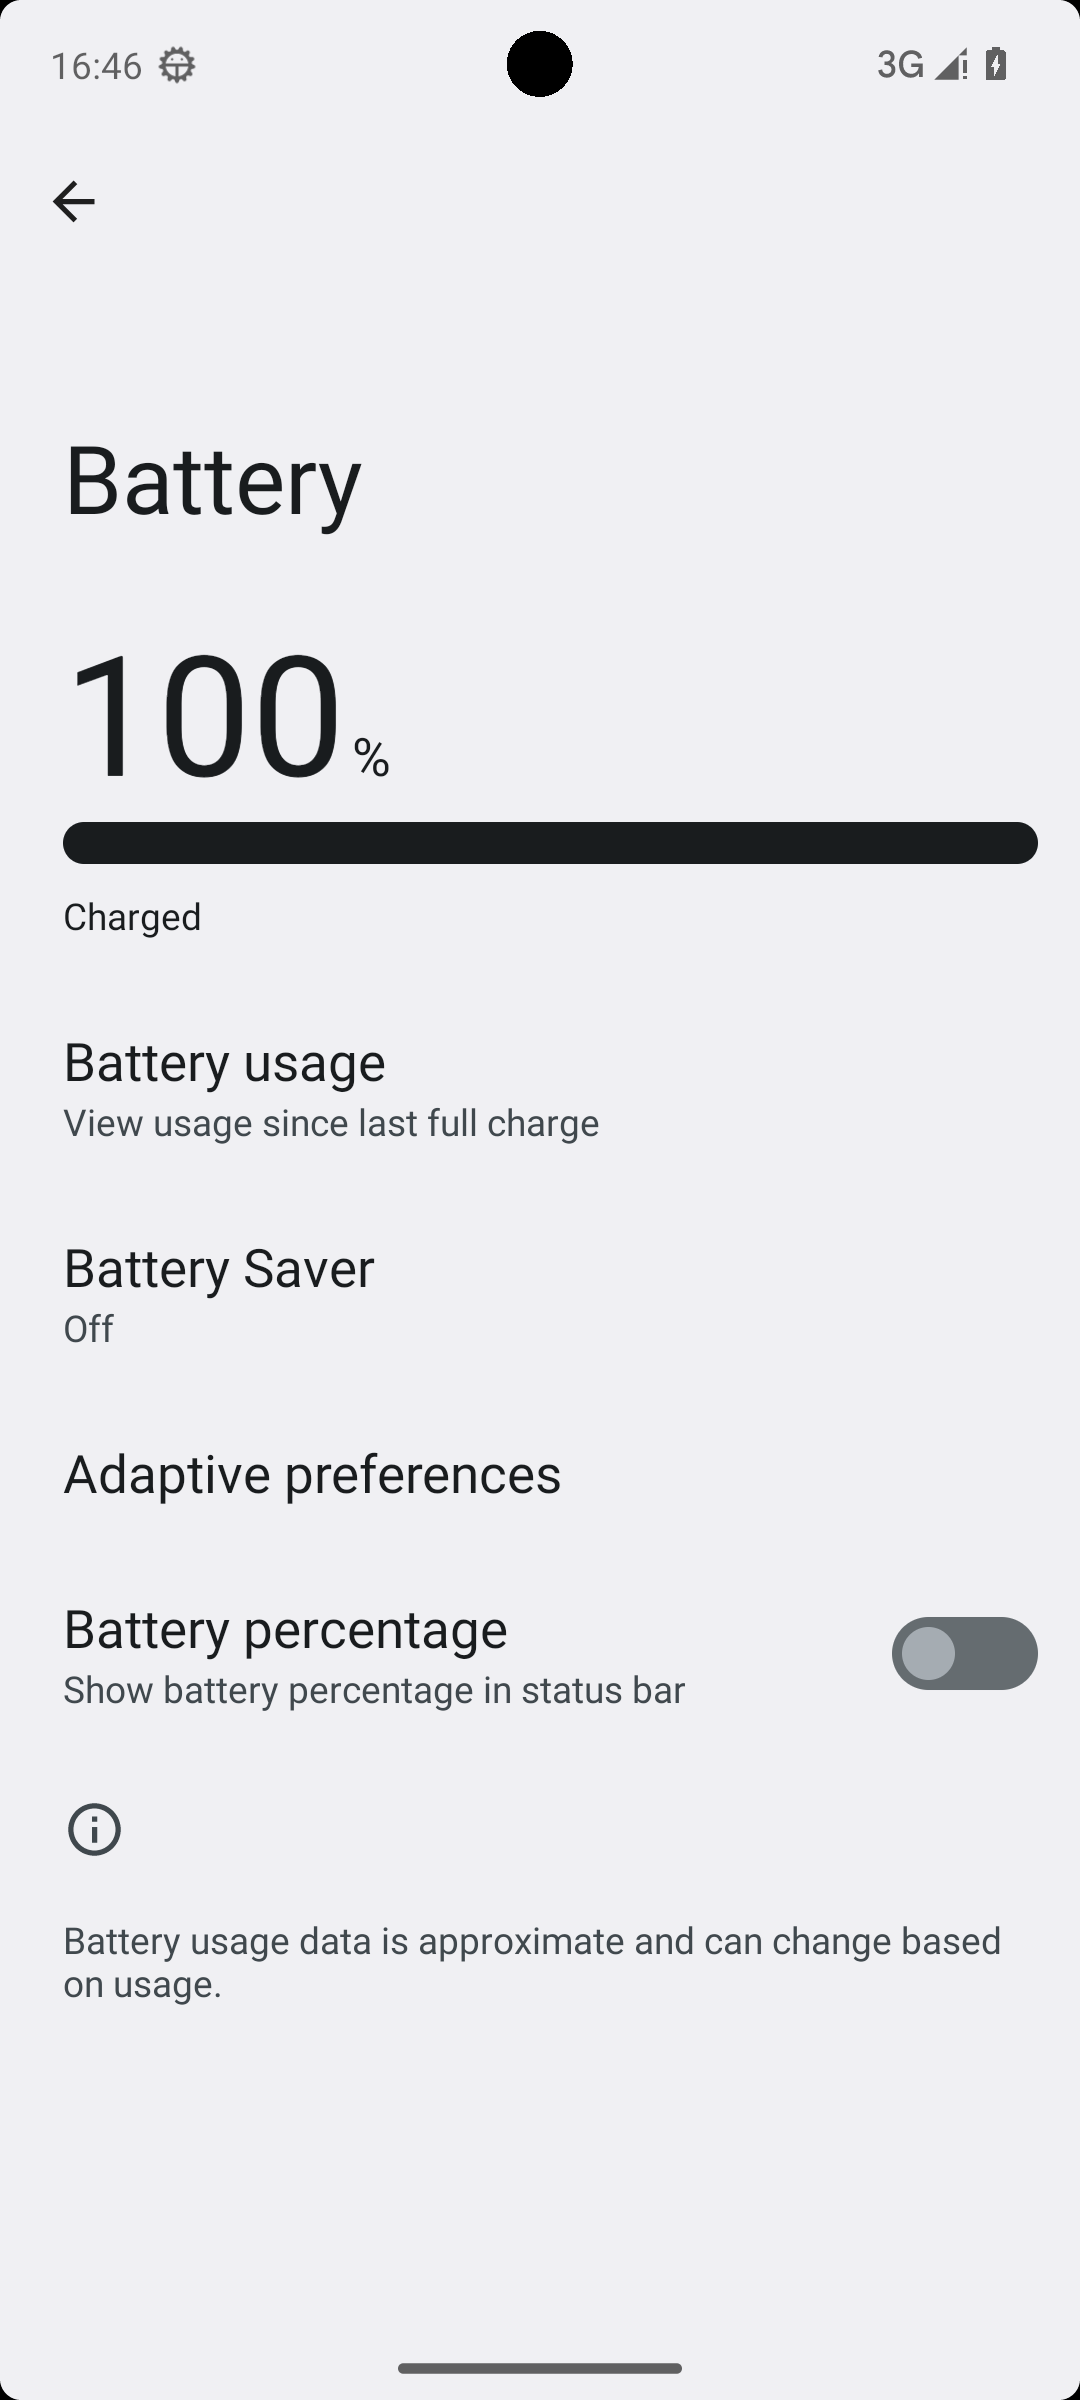 16:46
3G
Battery
100 %
Charged
Battery usage
View usage since last full charge
Battery Saver
Off
Adaptive preferences
Battery percentage
Show battery percentage in status bar
Battery usage data is approximate and can change based
on usage.